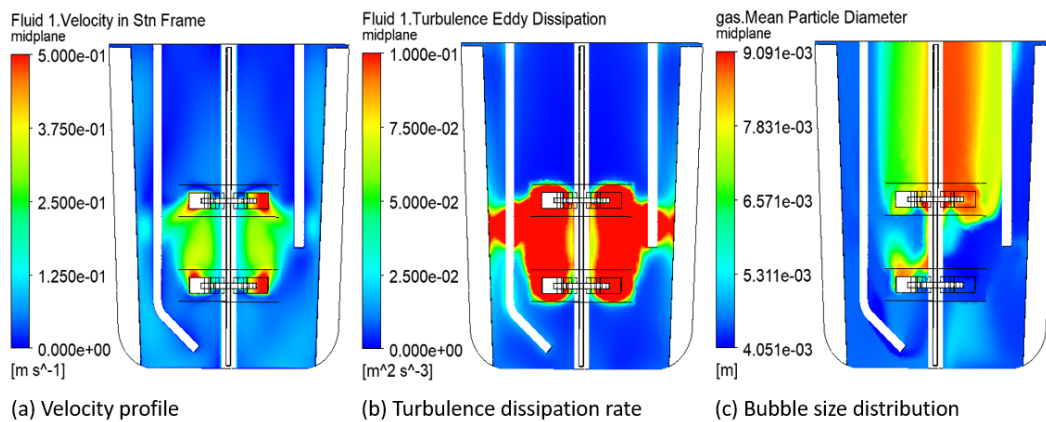 Fluid 1.Velocity in Stn Frame
midplane
5.000e-01
3.750e-01
2.500e-01
1.250e-01
0.000e+00
[m s^-1]
(a) Velocity profile
Fluid 1.Turbulence Eddy Dissipation
midplane
1.000e-01
7.500e-02
5.000e-02
2.500e-02
0.000e+00
[m^2 s^-3]
(b) Turbulence dissipation rate
gas.Mean Particle Diameter
midplane
9.091e-03
7.831e-03
6.571e-03
5.311e-03
4.051e-03
[m]
(c) Bubble size distribution